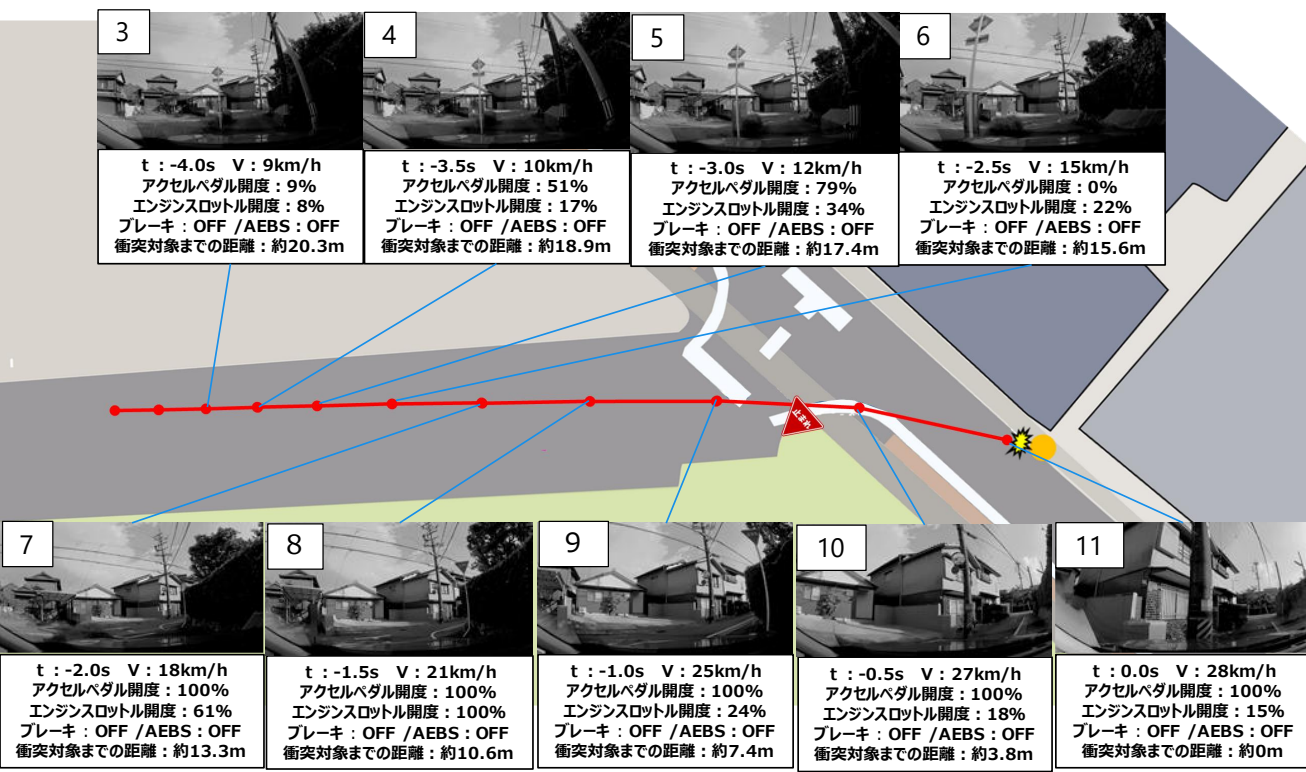 3
t：-4.0s V：9km/h
アクセルペダル開度：9%
エンジンスロットル開度：8%
ブレーキ：OFF /AEBS：OFF
衝突対象までの距離：約20.3m
4
t：-3.5s V：10km/h
アクセルペダル開度：51%
エンジンスロットル開度：17%
ブレーキ：OFF /AEBS：OFF
衝突対象までの距離：約18.9m
5
t：-3.0s V：12km/h
アクセルペダル開度：79%
エンジンスロットル開度：34%
ブレーキ：OFF /AEBS：OFF
衝突対象までの距離：約17.4m
6
t：-2.5s V：15km/h
アクセルペダル開度：0%
エンジンスロットル開度：22%
ブレーキ：OFF /AEBS：OFF
衝突対象までの距離：約15.6m
止まれ
7
t：-2.0s V：18km/h
アクセルペダル開度：100%
エンジンスロットル開度：61%
ブレーキ：OFF /AEBS：OFF
衝突対象までの距離：約13.3m
8
t：-1.5s V：21km/h
アクセルペダル開度：100%
エンジンスロットル開度：100%
ブレーキ：OFF /AEBS：OFF
衝突対象までの距離：約10.6m
9
t：-1.0s V：25km/h
アクセルペダル開度：100%
エンジンスロットル開度：24%
ブレーキ：OFF /AEBS：OFF
衝突対象までの距離：約7.4m
10
t：-0.5s V：27km/h
アクセルペダル開度：100%
エンジンスロットル開度：18%
ブレーキ：OFF /AEBS：OFF
衝突対象までの距離：約3.8m
11
t：0.0s V：28km/h
アクセルペダル開度：100%
エンジンスロットル開度：15%
ブレーキ：OFF /AEBS：OFF
衝突対象までの距離：約0m